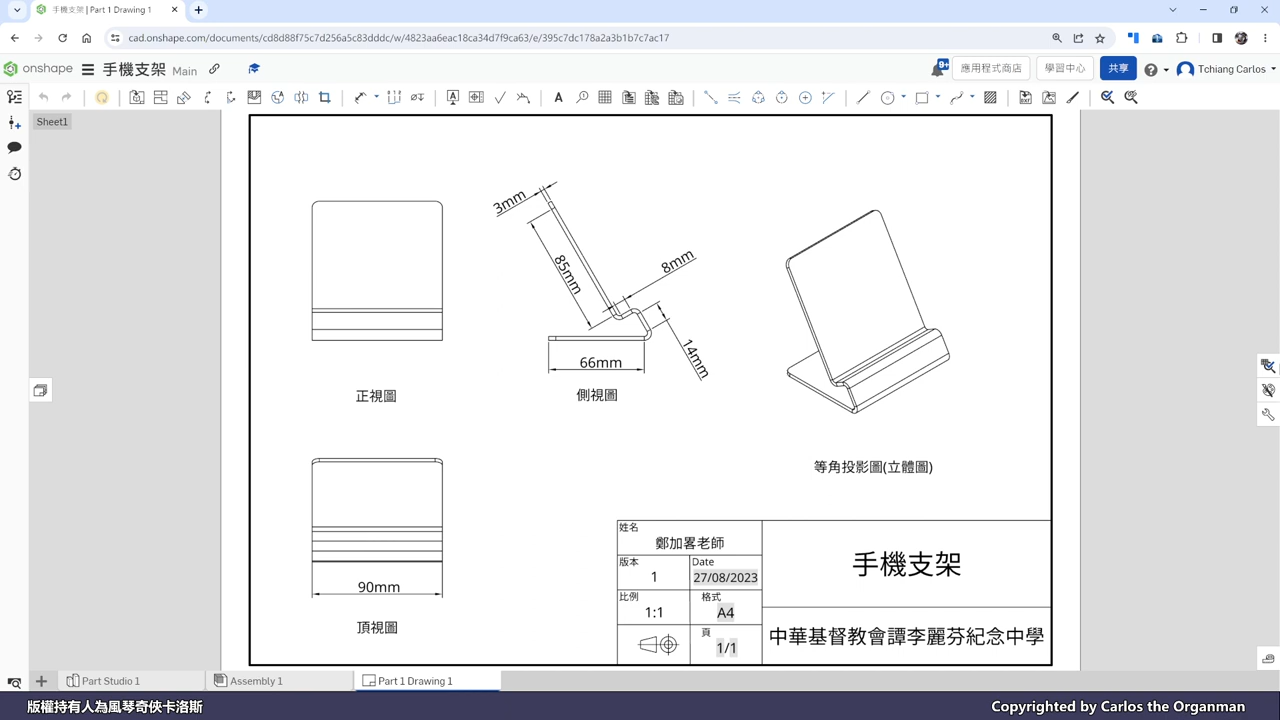 手機支架 | Part 1 Drawing 1
cad.onshape.com/documents/cd8d88f75c7d256a5c83dddc/w/4823aa6eac18ca34d7f9ca63/e/395c7dc178a2a3b1b7c7ac17
onshape
手機支架 Main
9+
應用程式商店
學習中心
共享
Tchiang Carlos
Sheet1
3mm
85mm
8mm
14mm
66mm
正視圖
側視圖
等角投影圖(立體圖)
90mm
頂視圖
姓名
鄭加畧老師
版本
1
Date
27/08/2023
比例
1:1
格式
A4
頁
1/1
手機支架
中華基督教會譚李麗芬紀念中學
Part Studio 1
Assembly 1
Part 1 Drawing 1
版權持有人為風琴奇俠卡洛斯
Copyrighted by Carlos the Organman